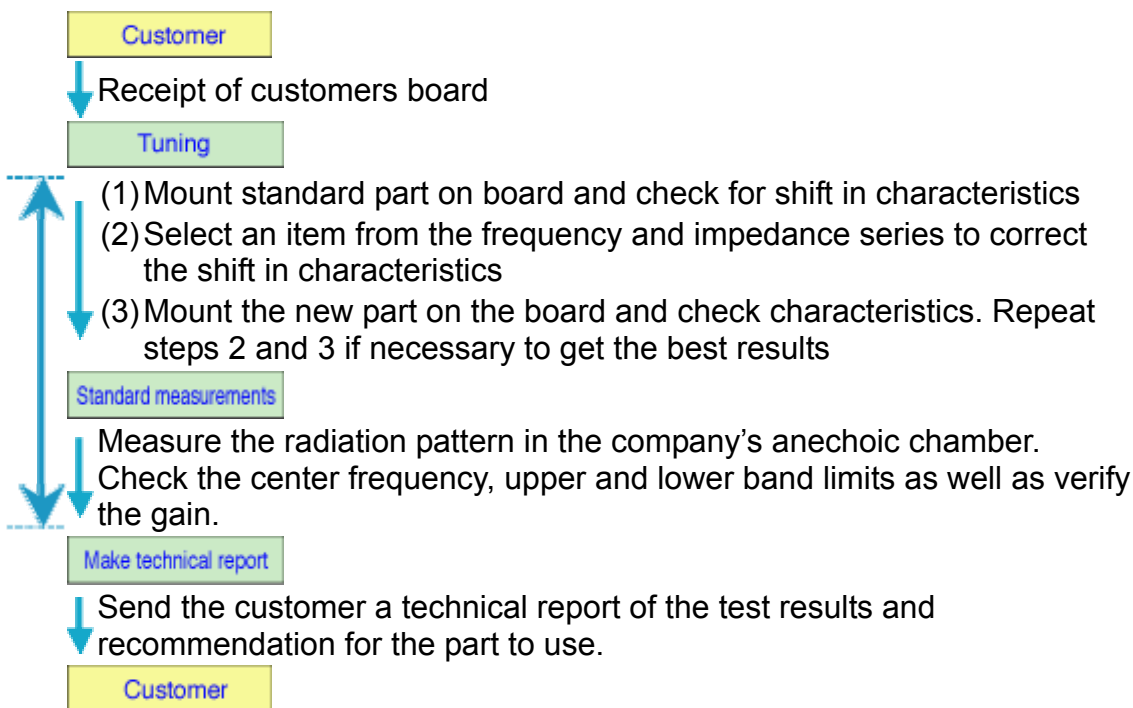 Customer
Receipt of customers board
Tuning
(1) Mount standard part on board and check for shift in characteristics
(2) Select an item from the frequency and impedance series to correct
the shift in characteristics
(3) Mount the new part on the board and check characteristics. Repeat
steps 2 and 3 if necessary to get the best results
Standard measurements
Measure the radiation pattern in the company’s anechoic chamber.
Check the center frequency, upper and lower band limits as well as verify
the gain.
Make technical report
Send the customer a technical report of the test results and
recommendation for the part to use.
Customer